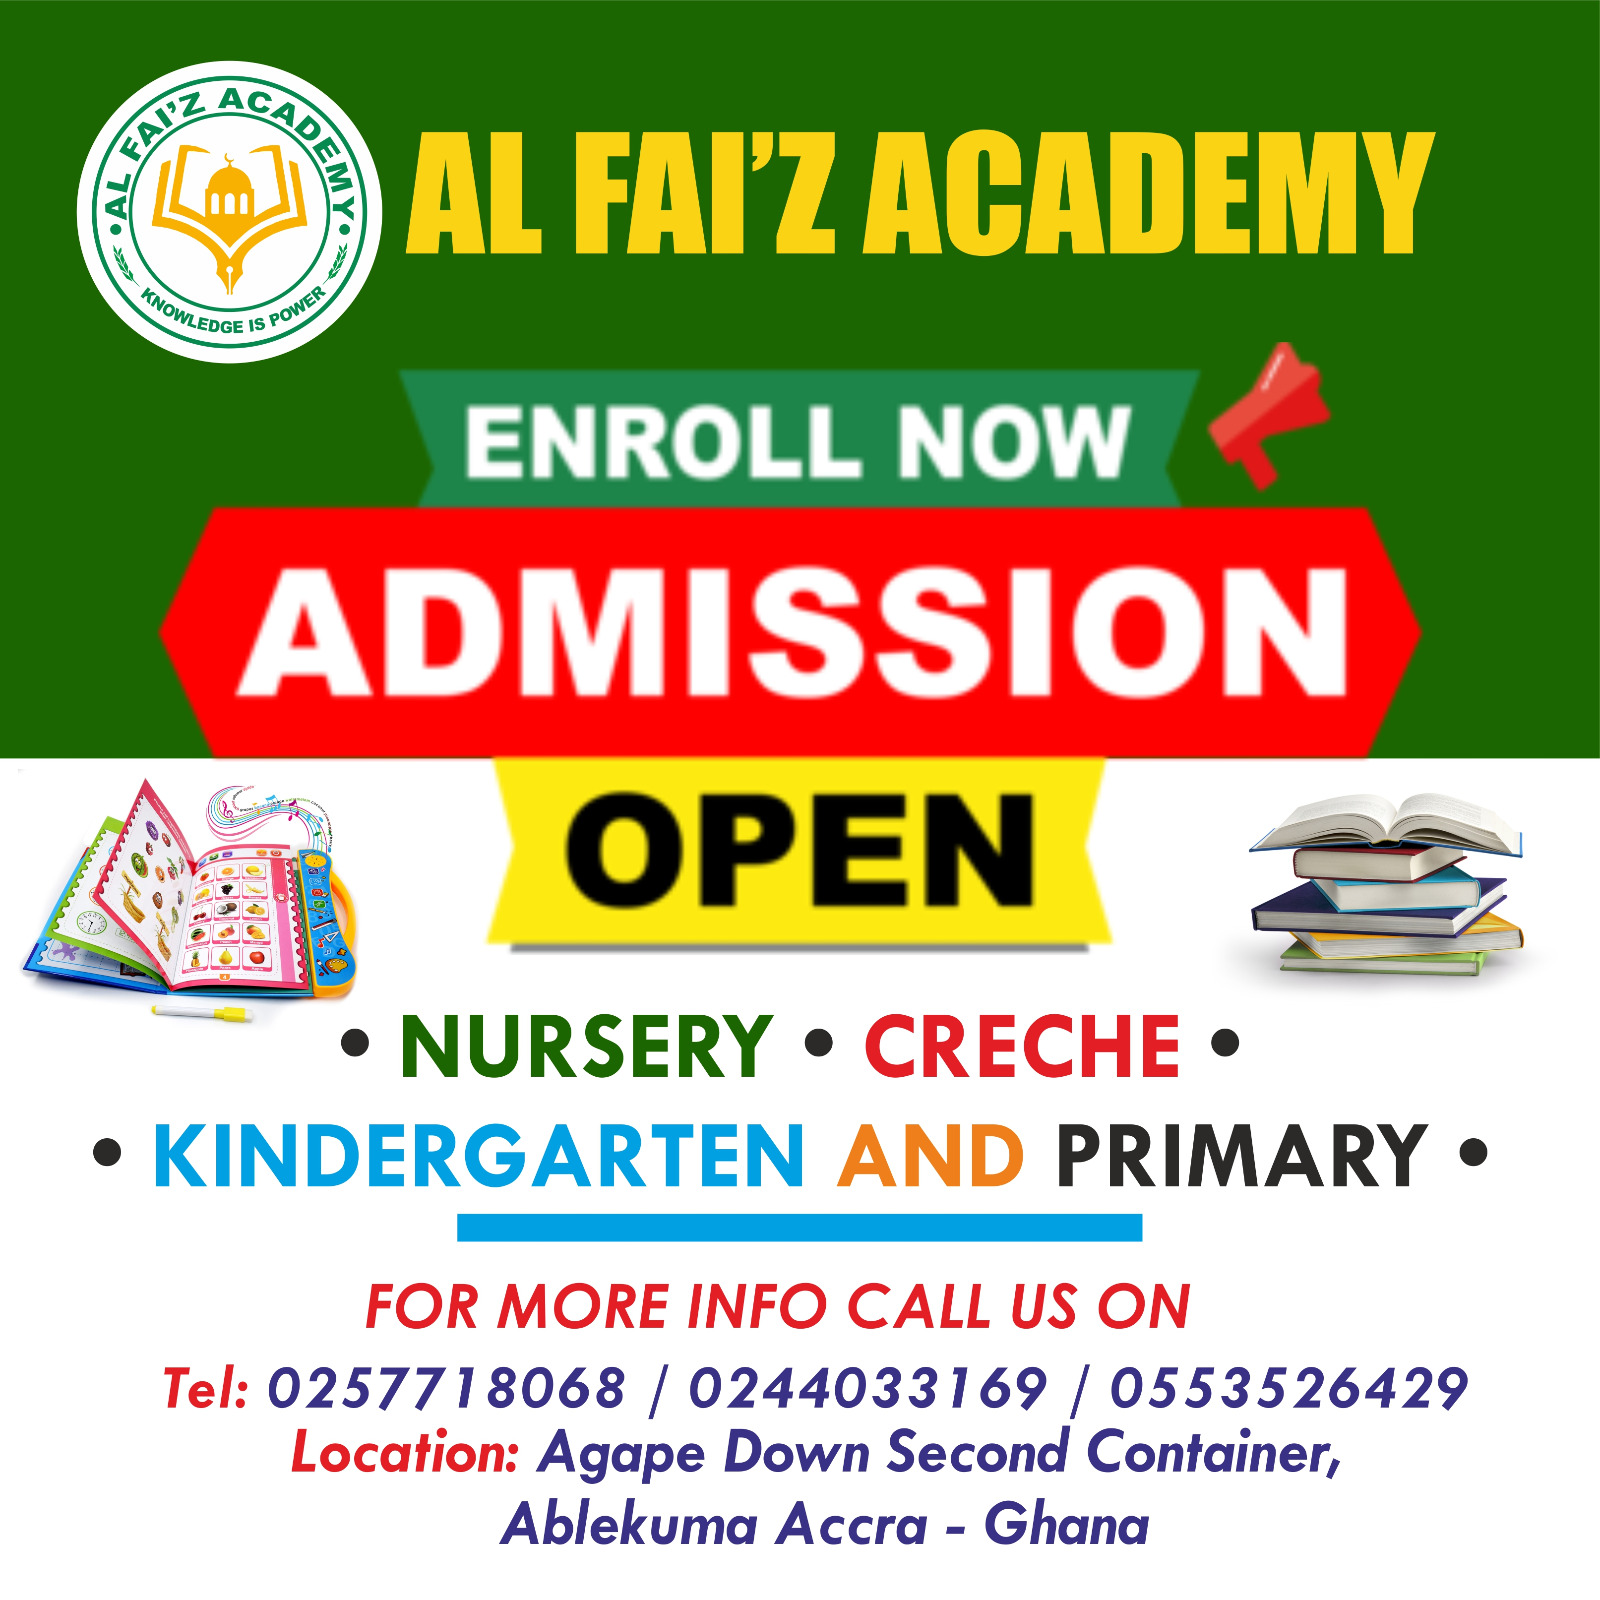 AL FAI'Z ACADEMY
KNOWLEDGE IS POWER
AL FAI'Z ACADEMY
ENROLL NOW
ADMISSION
OPEN
• NURSERY • CRECHE •
• KINDERGARTEN AND PRIMARY •
FOR MORE INFO CALL US ON
Tel: 0257718068 / 0244033169 / 0553526429
Location: Agape Down Second Container,
Ablekuma Accra - Ghana